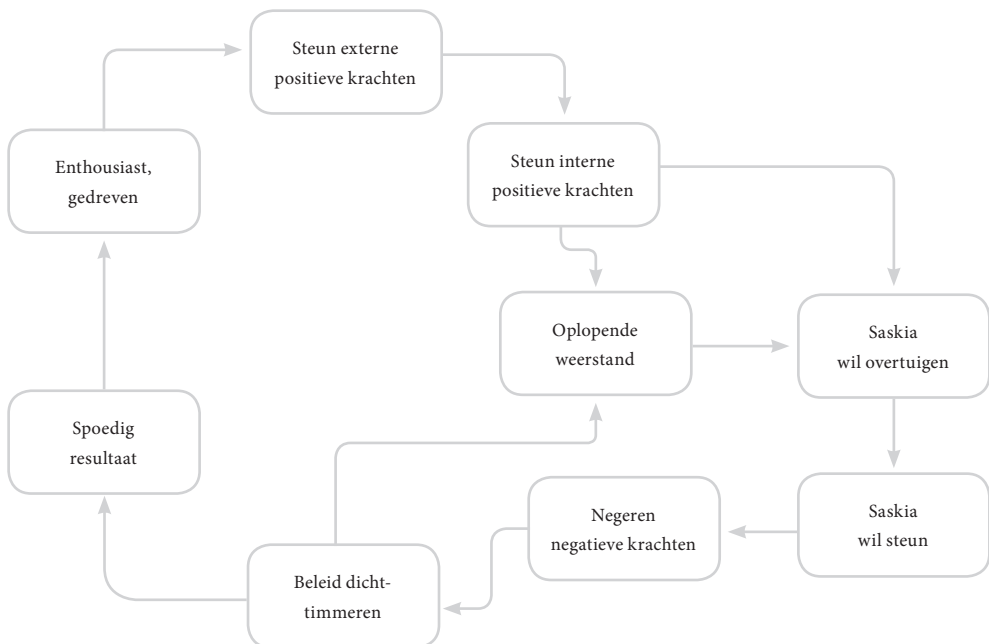 Steun externe
positieve krachten
Enthousiast,
gedreven
Steun interne
positieve krachten
Oplopende
weerstand
Saskia
wil overtuigen
Spoedig
resultaat
Saskia
wil steun
Negeren
negatieve krachten
Beleid dicht-
timmeren